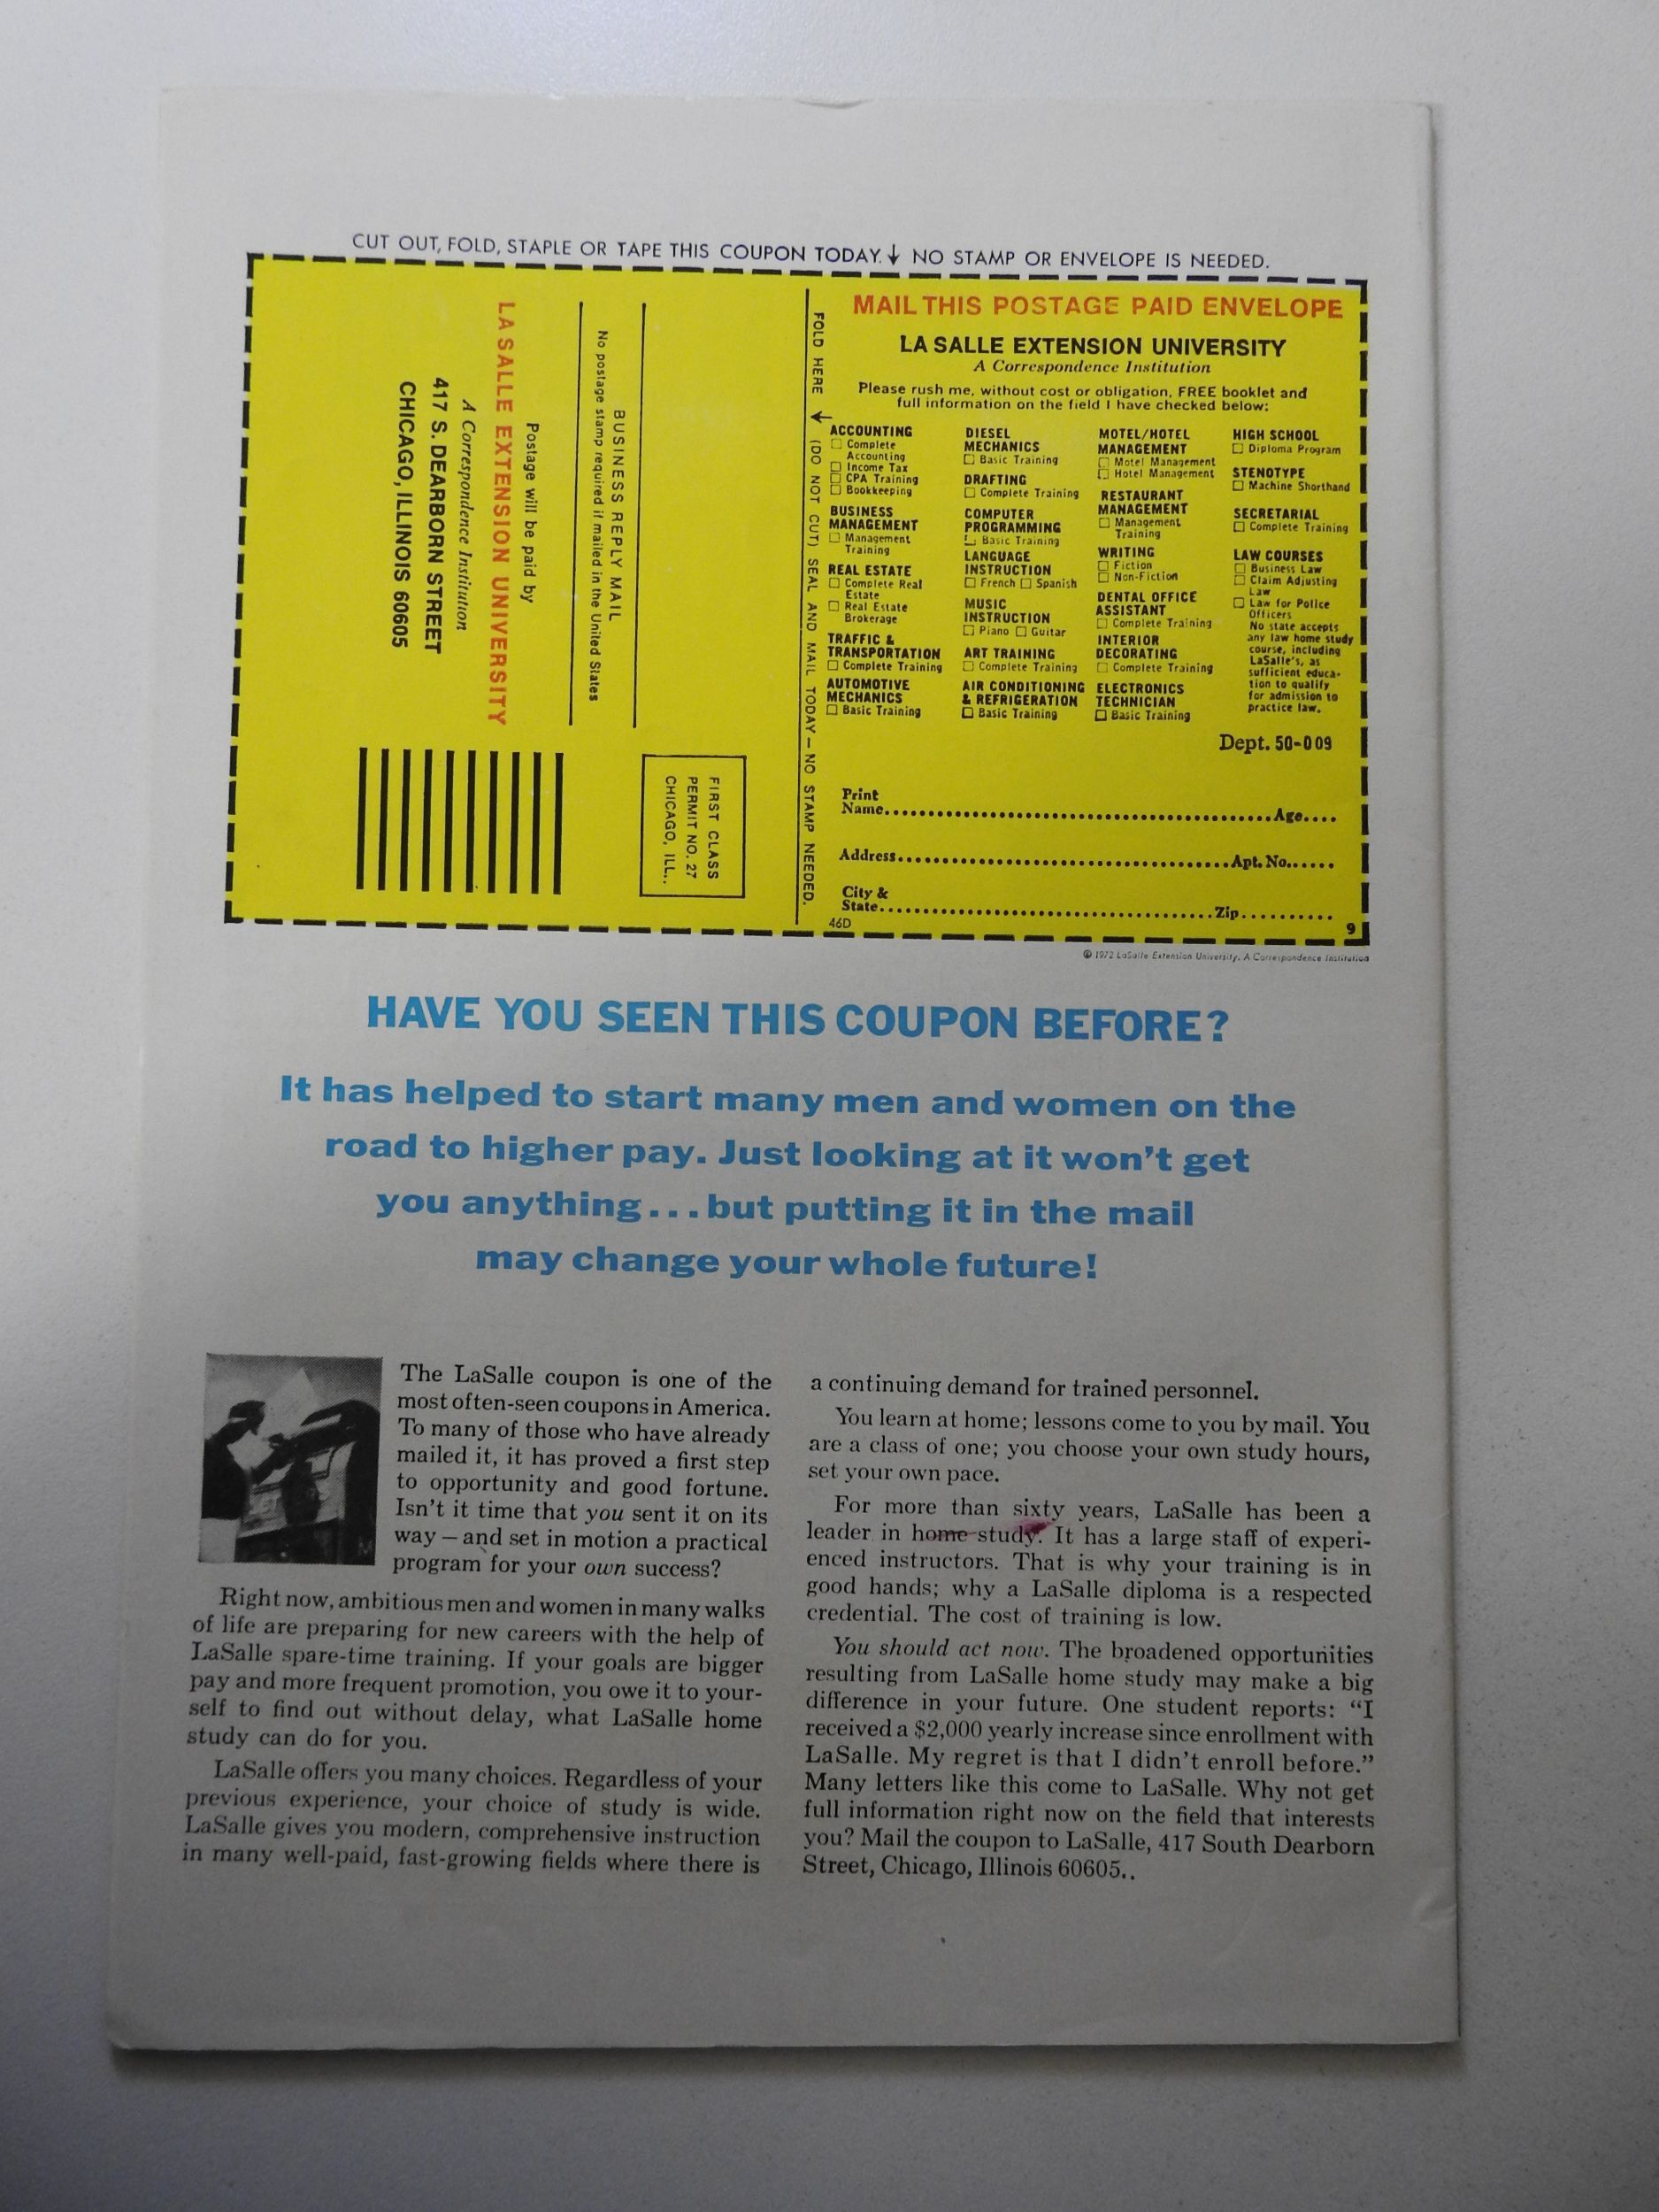 CUT OUT, FOLD, STAPLE OR TAPE THIS COUPON TODAY. ↓ NO STAMP OR ENVELOPE IS NEEDED.
BUSINESS REPLY MAIL
No postage stamp required if mailed in the United States
Postage will be paid by
LA SALLE EXTENSION UNIVERSITY
A Correspondence Institution
417 S. DEARBORN STREET
CHICAGO, ILLINOIS 60605
FIRST CLASS
PERMIT NO. 27
CHICAGO, ILL..
FOLD HERE ↓ (DO NOT CUT) SEAL AND MAIL TODAY — NO STAMP NEEDED.
MAIL THIS POSTAGE PAID ENVELOPE
LA SALLE EXTENSION UNIVERSITY
A Correspondence Institution
Please rush me, without cost or obligation, FREE booklet and
full information on the field I have checked below:
ACCOUNTING
☐ Complete
Accounting
☐ Income Tax
☐ CPA Training
☐ Bookkeeping
BUSINESS
MANAGEMENT
☐ Management
Training
REAL ESTATE
☐ Complete Real
Estate
☐ Real Estate
Brokerage
TRAFFIC &
TRANSPORTATION
☐ Complete Training
AUTOMOTIVE
MECHANICS
☐ Basic Training
DIESEL
MECHANICS
☐ Basic Training
DRAFTING
☐ Complete Training
COMPUTER
PROGRAMMING
☐ Basic Training
LANGUAGE
INSTRUCTION
☐ French ☐ Spanish
MUSIC
INSTRUCTION
☐ Piano ☐ Guitar
ART TRAINING
☐ Complete Training
AIR CONDITIONING
& REFRIGERATION
☐ Basic Training
MOTEL/HOTEL
MANAGEMENT
☐ Motel Management
☐ Hotel Management
RESTAURANT
MANAGEMENT
☐ Management
Training
WRITING
☐ Fiction
☐ Non-Fiction
DENTAL OFFICE
ASSISTANT
☐ Complete Training
INTERIOR
DECORATING
☐ Complete Training
ELECTRONICS
TECHNICIAN
☐ Basic Training
HIGH SCHOOL
☐ Diploma Program
STENOTYPE
☐ Machine Shorthand
SECRETARIAL
☐ Complete Training
LAW COURSES
☐ Business Law
☐ Claim Adjusting
Law
☐ Law for Police
Officers
No state accepts
any law home study
course, including
LaSalle's, as
sufficient educa-
tion to qualify
for admission to
practice law.
Dept. 50-009
Print
Name........................................Age....
Address........................................Apt. No......
City &
State........................................Zip..........
46D
9
© 1972 LaSalle Extension University. A Correspondence Institution
HAVE YOU SEEN THIS COUPON BEFORE?
It has helped to start many men and women on the
road to higher pay. Just looking at it won't get
you anything...but putting it in the mail
may change your whole future!
The LaSalle coupon is one of the
most often-seen coupons in America.
To many of those who have already
mailed it, it has proved a first step
to opportunity and good fortune.
Isn't it time that you sent it on its
way — and set in motion a practical
program for your own success?
Right now, ambitious men and women in many walks
of life are preparing for new careers with the help of
LaSalle spare-time training. If your goals are bigger
pay and more frequent promotion, you owe it to your-
self to find out without delay, what LaSalle home
study can do for you.
LaSalle offers you many choices. Regardless of your
previous experience, your choice of study is wide.
LaSalle gives you modern, comprehensive instruction
in many well-paid, fast-growing fields where there is
a continuing demand for trained personnel.
You learn at home; lessons come to you by mail. You
are a class of one; you choose your own study hours,
set your own pace.
For more than sixty years, LaSalle has been a
leader in home study. It has a large staff of experi-
enced instructors. That is why your training is in
good hands; why a LaSalle diploma is a respected
credential. The cost of training is low.
You should act now. The broadened opportunities
resulting from LaSalle home study may make a big
difference in your future. One student reports: "I
received a $2,000 yearly increase since enrollment with
LaSalle. My regret is that I didn't enroll before."
Many letters like this come to LaSalle. Why not get
full information right now on the field that interests
you? Mail the coupon to LaSalle, 417 South Dearborn
Street, Chicago, Illinois 60605..